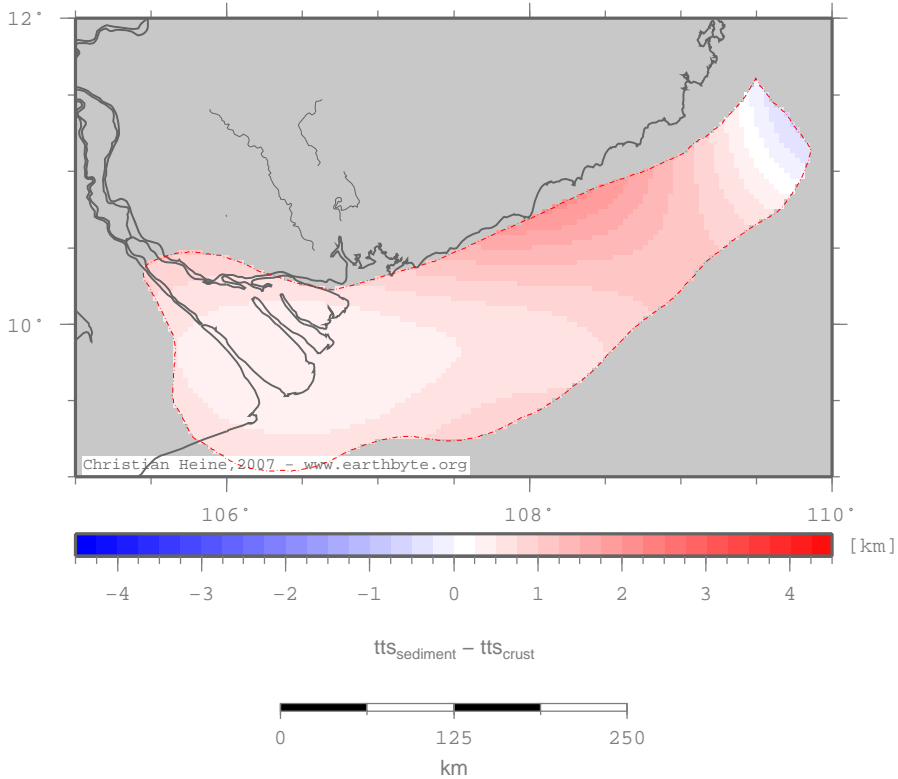 12°
10°
Christian Heine, 2007 – www.earthbyte.org
106° 108° 110°
[km]
−4 −3 −2 −1 0 1 2 3 4
tts_sediment – tts_crust
0 125 250
km